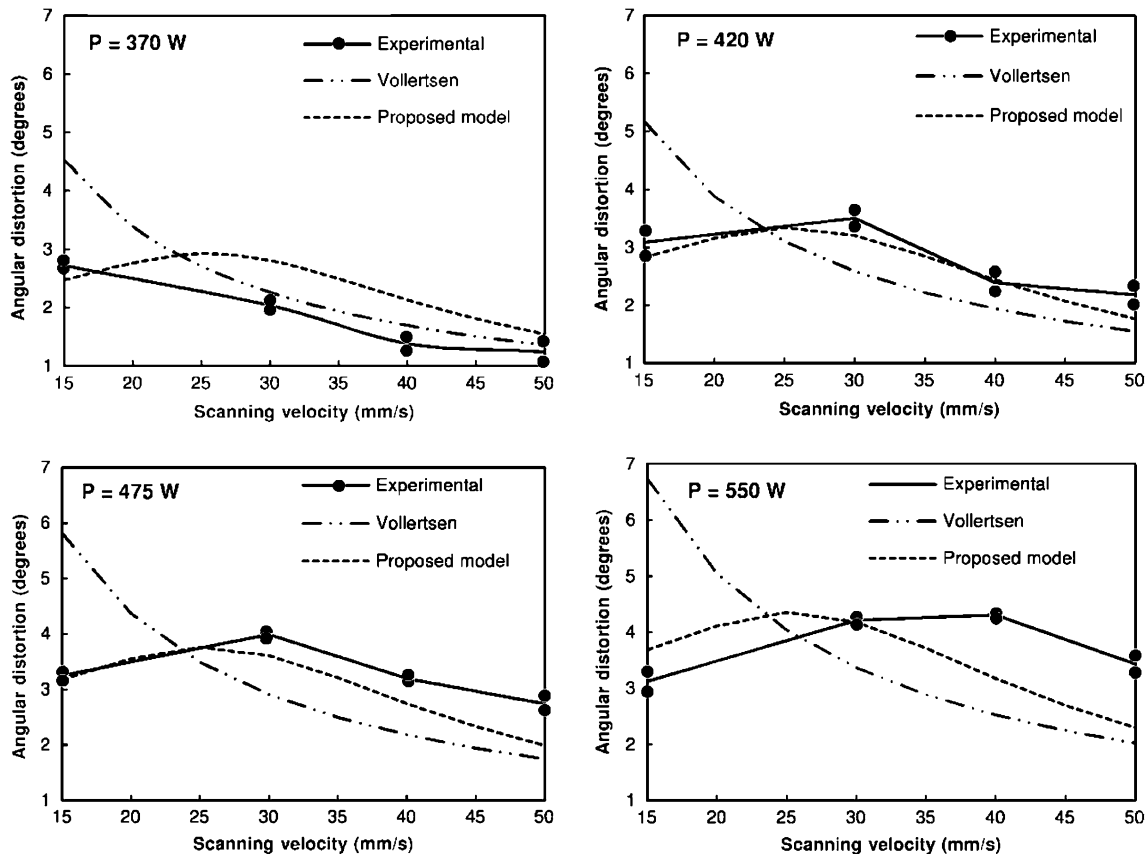 P = 370 W
Experimental
Vollertsen
Proposed model
Angular distortion (degrees)
7
6
5
4
3
2
1
15 20 25 30 35 40 45 50
Scanning velocity (mm/s)
P = 420 W
Experimental
Vollertsen
Proposed model
Angular distortion (degrees)
7
6
5
4
3
2
1
15 20 25 30 35 40 45 50
Scanning velocity (mm/s)
P = 475 W
Experimental
Vollertsen
Proposed model
Angular distortion (degrees)
7
6
5
4
3
2
1
15 20 25 30 35 40 45 50
Scanning velocity (mm/s)
P = 550 W
Experimental
Vollertsen
Proposed model
Angular distortion (degrees)
7
6
5
4
3
2
1
15 20 25 30 35 40 45 50
Scanning velocity (mm/s)